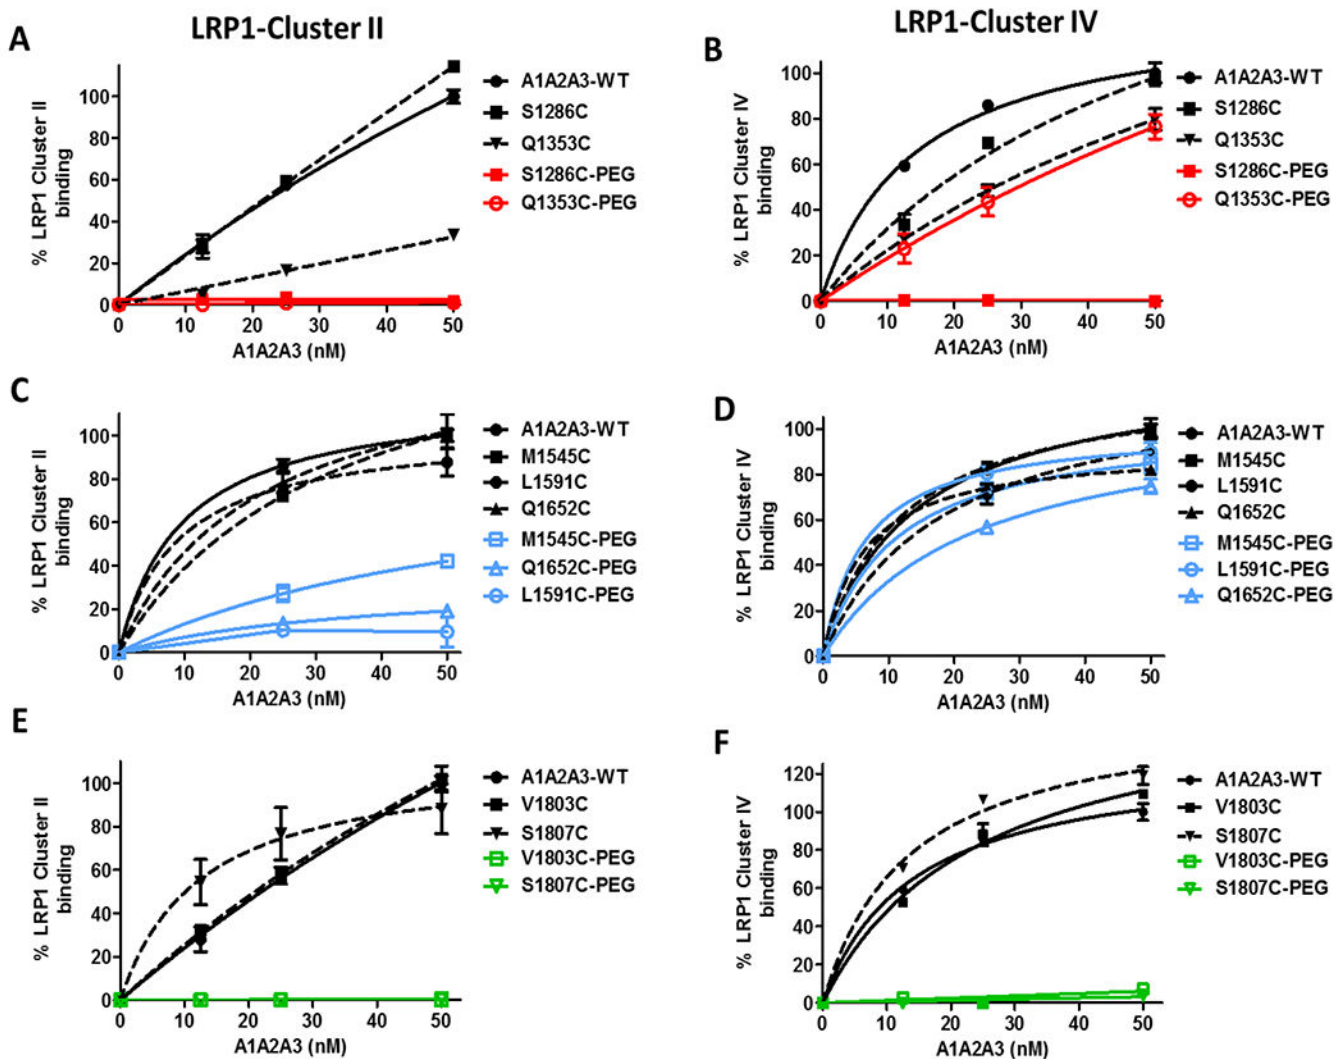 LRP1-Cluster II
LRP1-Cluster IV
A
% LRP1 Cluster II
binding
100
80
60
40
20
0
0 10 20 30 40 50
A1A2A3 (nM)
A1A2A3-WT
S1286C
Q1353C
S1286C-PEG
Q1353C-PEG
B
% LRP1 Cluster IV
binding
100
80
60
40
20
0
0 10 20 30 40 50
A1A2A3 (nM)
A1A2A3-WT
S1286C
Q1353C
S1286C-PEG
Q1353C-PEG
C
% LRP1 Cluster II
binding
100
80
60
40
20
0
0 10 20 30 40 50
A1A2A3 (nM)
A1A2A3-WT
M1545C
L1591C
Q1652C
M1545C-PEG
Q1652C-PEG
L1591C-PEG
D
% LRP1 Cluster IV
binding
100
80
60
40
20
0
0 10 20 30 40 50
A1A2A3 (nM)
A1A2A3-WT
M1545C
L1591C
Q1652C
M1545C-PEG
L1591C-PEG
Q1652C-PEG
E
% LRP1 Cluster II
binding
100
80
60
40
20
0
0 10 20 30 40 50
A1A2A3 (nM)
A1A2A3-WT
V1803C
S1807C
V1803C-PEG
S1807C-PEG
F
% LRP1 Cluster IV
binding
120
100
80
60
40
20
0
0 10 20 30 40 50
A1A2A3 (nM)
A1A2A3-WT
V1803C
S1807C
V1803C-PEG
S1807C-PEG